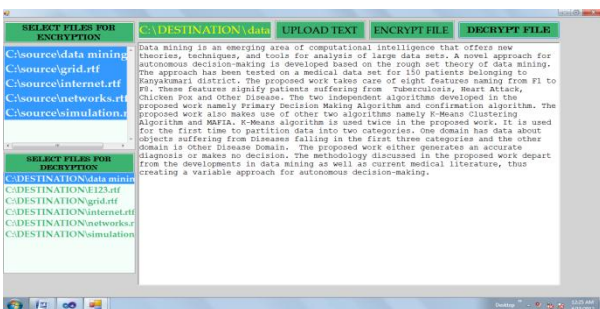 SELECT FILES FOR
ENCRYPTION
C:\source\data mining
C:\source\grid.rtf
C:\source\internet.rtf
C:\source\networks.rtf
C:\source\simulation.r
SELECT FILES FOR
DECRYPTION
C:\DESTINATION\data minin
C:\DESTINATION\E123.rtf
C:\DESTINATION\grid.rtf
C:\DESTINATION\internet.rtf
C:\DESTINATION\networks.r
C:\DESTINATION\simulation
C:\DESTINATION\data UPLOAD TEXT ENCRYPT FILE DECRYPT FILE
Data mining is an emerging area of computational intelligence that offers new
theories, techniques, and tools for analysis of large data sets. A novel approach for
autonomous decision-making is developed based on the rough set theory of data mining.
The approach has been tested on a medical data set for 150 patients belonging to
Kanyakumari district. The proposed work takes care of eight features naming from F1 to
F8. These features signify patients suffering from Tuberculosis, Heart Attack,
Chicken Pox and Other Disease. The two independent algorithms developed in the
proposed work namely Primary Decision Making Algorithm and confirmation algorithm. The
proposed work also makes use of other two algorithms namely K-Means Clustering
Algorithm and MAFIA. K-Means algorithm is used twice in the proposed work. It is used
for the first time to partition data into two categories. One domain has data about
objects suffering from Diseases falling in the first three categories and the other
domain is Other Disease Domain. The proposed work either generates an accurate
diagnosis or makes no decision. The methodology discussed in the proposed work depart
from the developments in data mining as well as current medical literature, thus
creating a variable approach for autonomous decision-making.
Desktop
12:25 AM